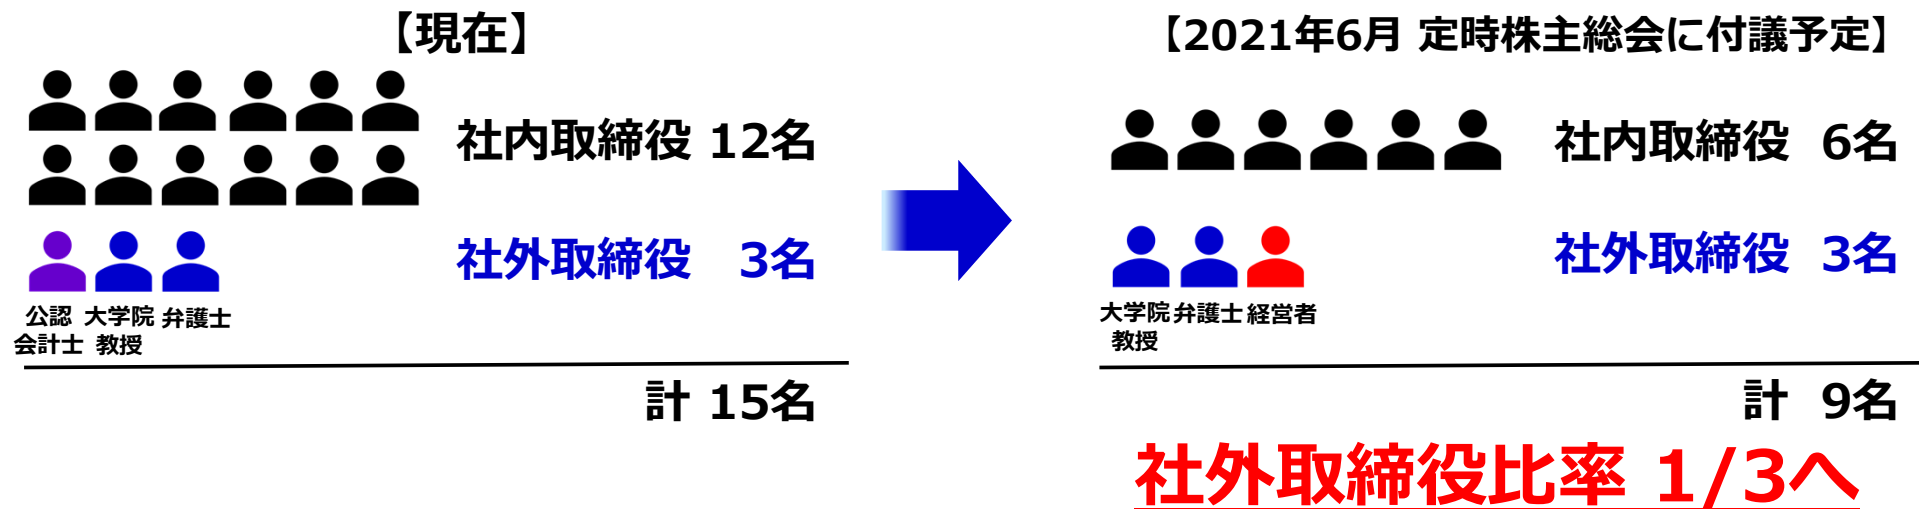 【現在】
社内取締役 12名
社外取締役 3名
公認 大学院 弁護士
会計士 教授
計 15名
【2021年6月 定時株主総会に付議予定】
社内取締役 6名
社外取締役 3名
大学院 弁護士 経営者
教授
計 9名
社外取締役比率 1/3へ